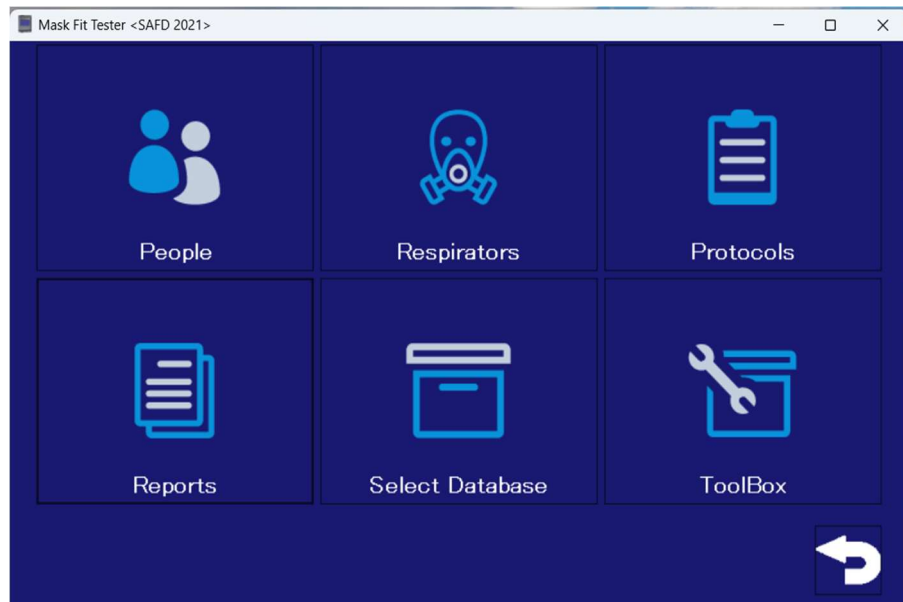 Mask Fit Tester <SAFD 2021>
People
Respirators
Protocols
Reports
Select Database
ToolBox